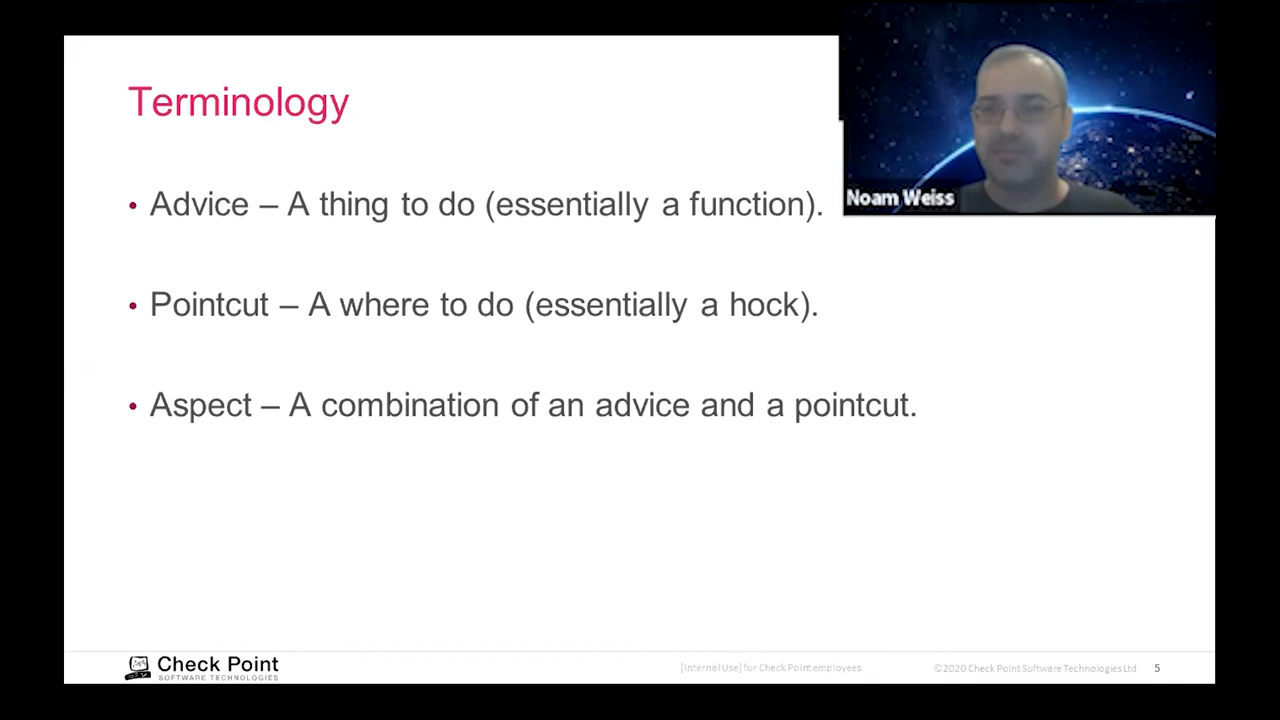 Terminology
• Advice – A thing to do (essentially a function).
Noam Weiss
• Pointcut – A where to do (essentially a hock).
• Aspect – A combination of an advice and a pointcut.
Check Point
SOFTWARE TECHNOLOGIES
[Internal Use] for Check Point employees
©2020 Check Point Software Technologies Ltd.
5